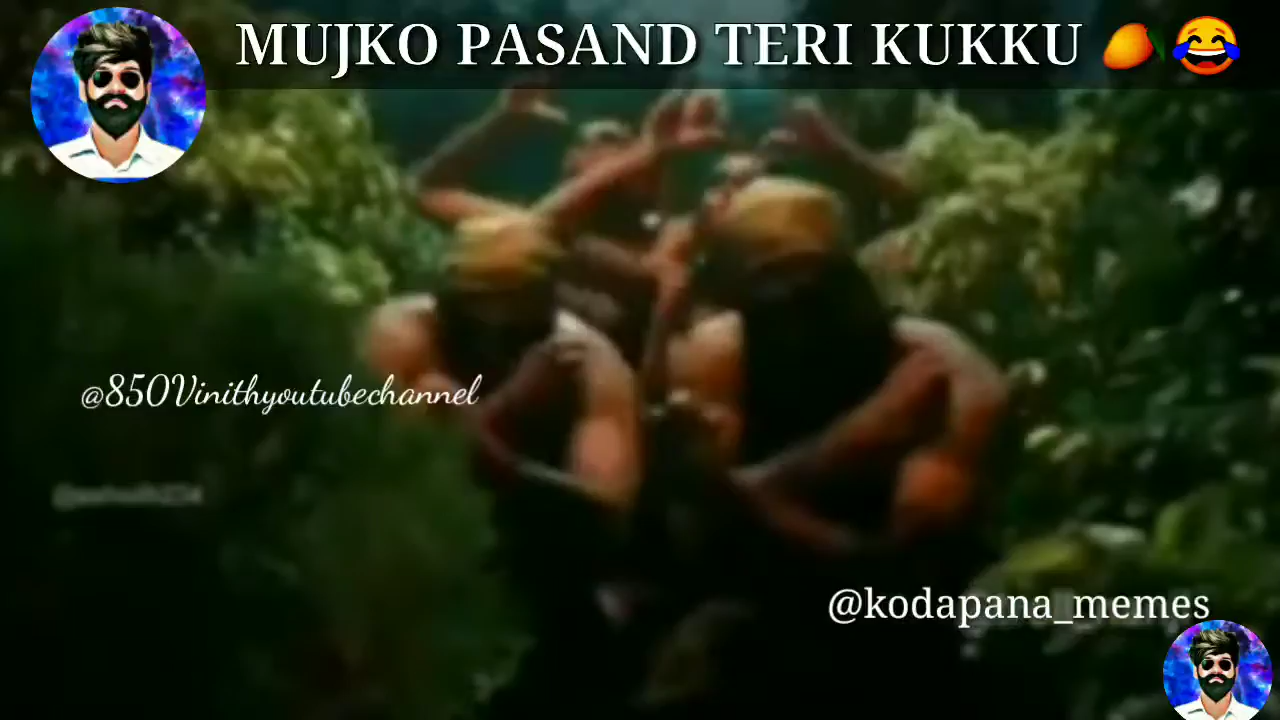 MUJKO PASAND TERI KUKKU 🥭😂
@850Vinithyoutubechannel
@kodapana_memes